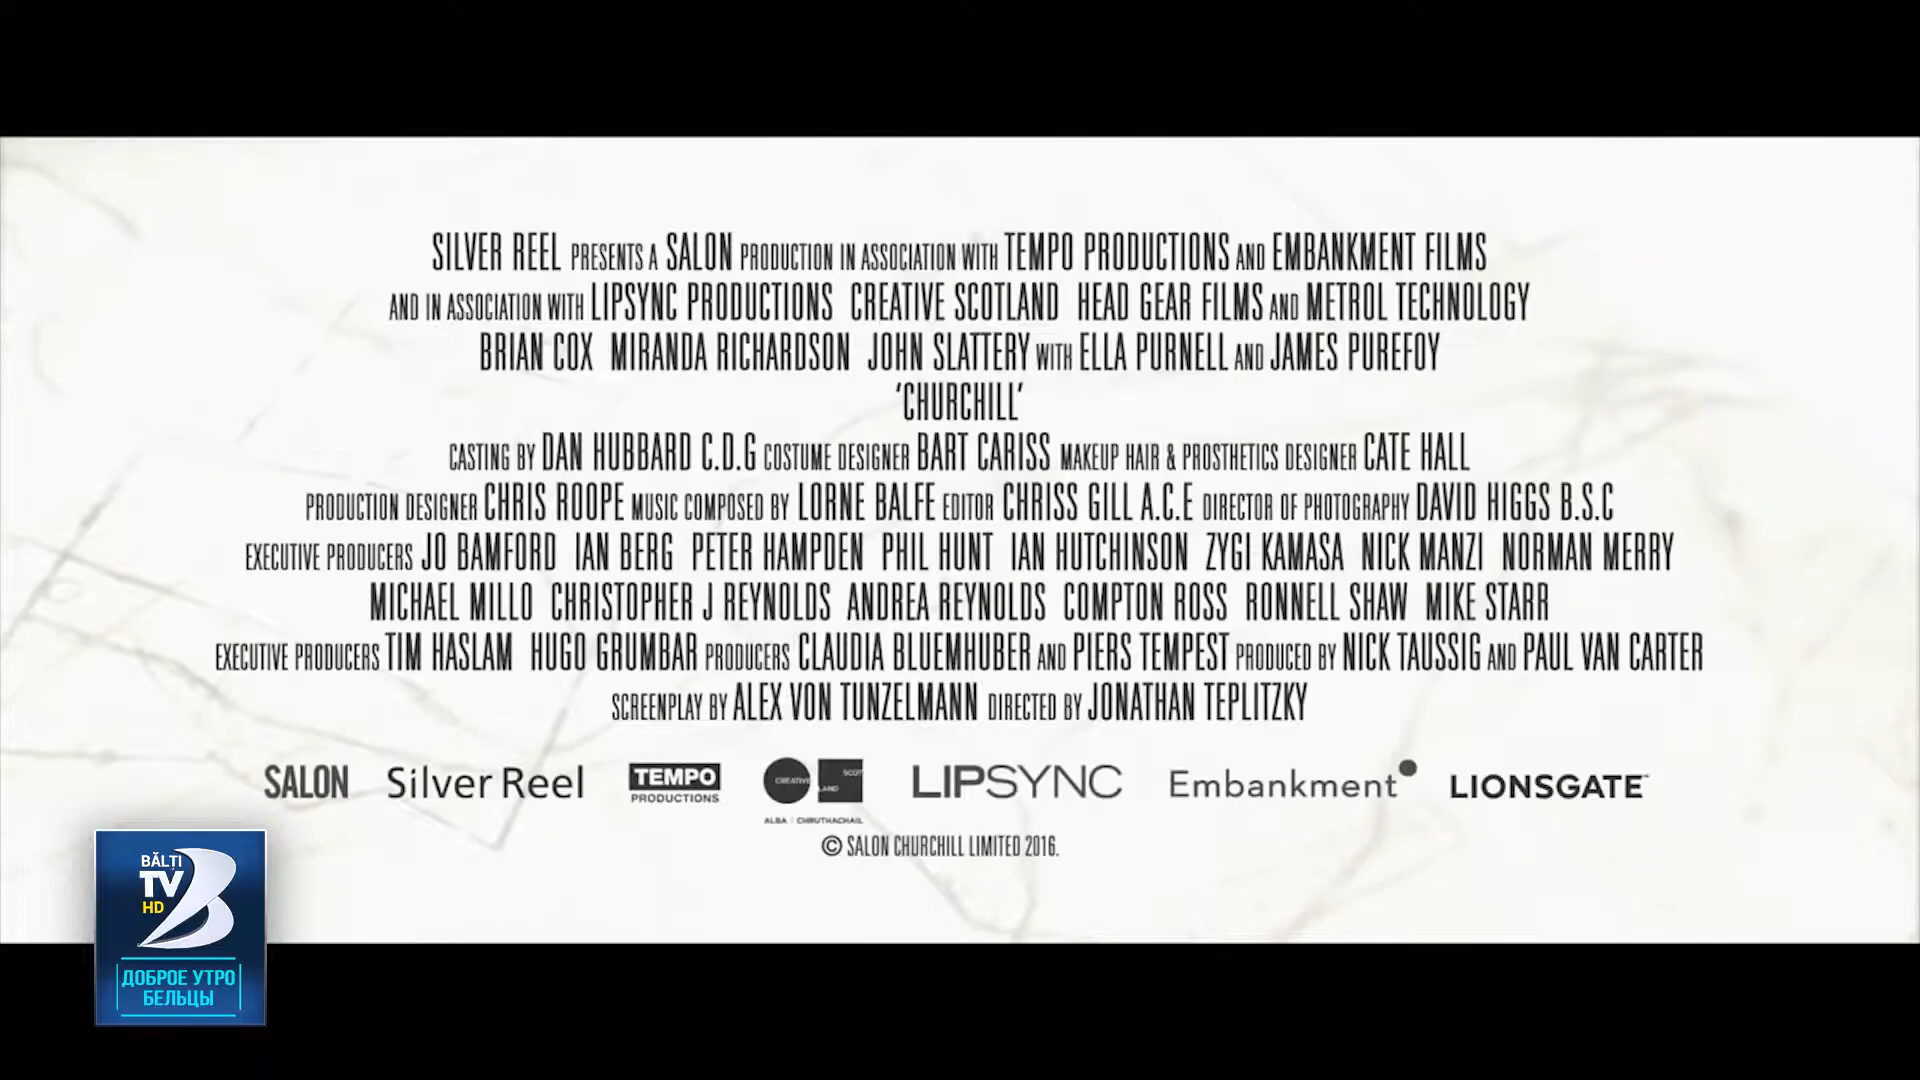 SILVER REEL PRESENTS A SALON PRODUCTION IN ASSOCIATION WITH TEMPO PRODUCTIONS AND EMBANKMENT FILMS
AND IN ASSOCIATION WITH LIPSYNC PRODUCTIONS CREATIVE SCOTLAND HEAD GEAR FILMS AND METROL TECHNOLOGY
BRIAN COX MIRANDA RICHARDSON JOHN SLATTERY WITH ELLA PURNELL AND JAMES PUREFOY
'CHURCHILL'
CASTING BY DAN HUBBARD C.D.G COSTUME DESIGNER BART CARISS MAKEUP HAIR & PROSTHETICS DESIGNER CATE HALL
PRODUCTION DESIGNER CHRIS ROOPE MUSIC COMPOSED BY LORNE BALFE EDITOR CHRISS GILL A.C.E DIRECTOR OF PHOTOGRAPHY DAVID HIGGS B.S.C
EXECUTIVE PRODUCERS JO BAMFORD IAN BERG PETER HAMPDEN PHIL HUNT IAN HUTCHINSON ZYGI KAMASA NICK MANZI NORMAN MERRY
MICHAEL MILLO CHRISTOPHER J REYNOLDS ANDREA REYNOLDS COMPTON ROSS RONNELL SHAW MIKE STARR
EXECUTIVE PRODUCERS TIM HASLAM HUGO GRUMBAR PRODUCERS CLAUDIA BLUEMHUBER AND PIERS TEMPEST PRODUCED BY NICK TAUSSIG AND PAUL VAN CARTER
SCREENPLAY BY ALEX VON TUNZELMANN DIRECTED BY JONATHAN TEPLITZKY
SALON Silver Reel TEMPO PRODUCTIONS CREATIVE SCOTLAND LIPSYNC Embankment LIONSGATE
ALBA | CHRUTHACHAIL
© SALON CHURCHILL LIMITED 2016.
BĂLȚI
TV
HD
ДОБРОЕ УТРО
БЕЛЬЦЫ